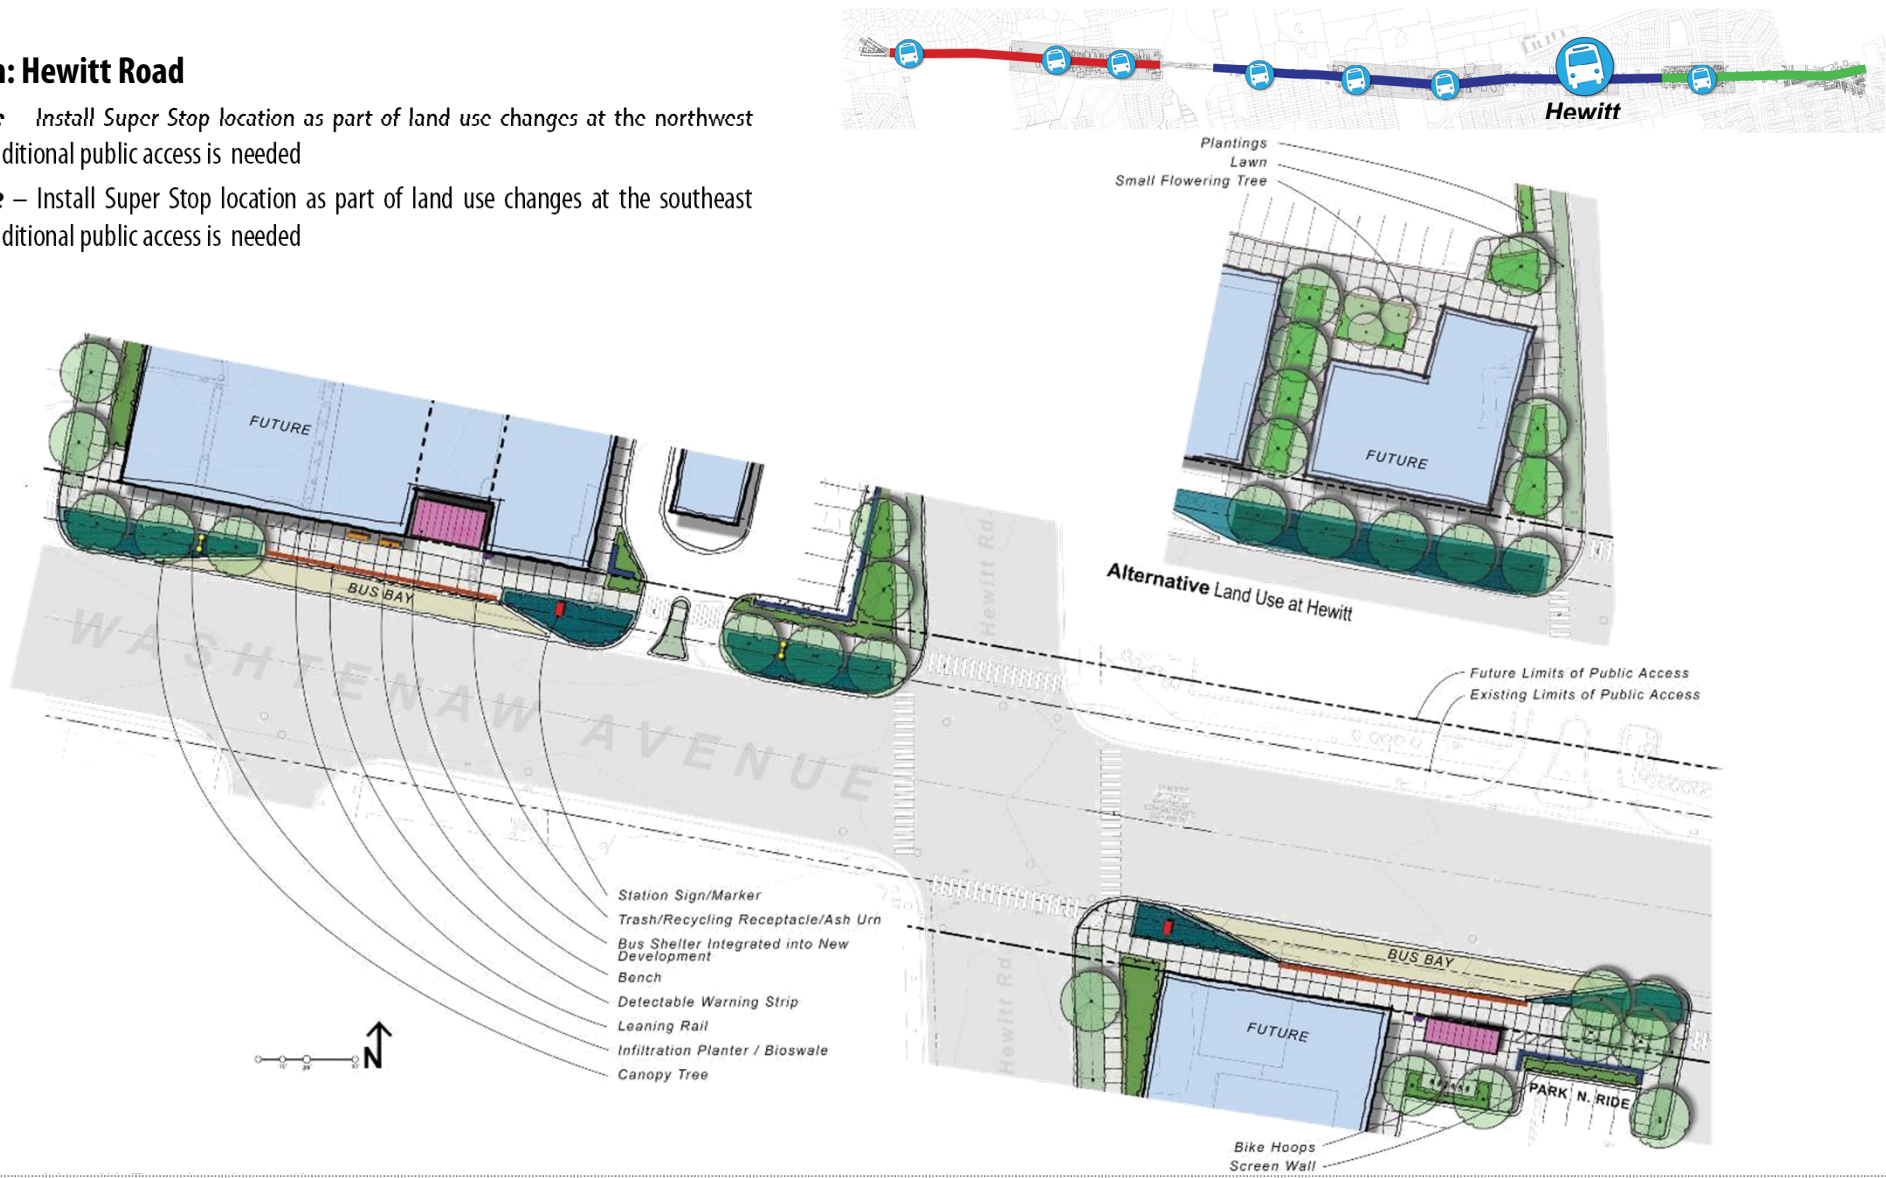 n: Hewitt Road
e   Install Super Stop location as part of land use changes at the northwest
ditional public access is needed
e – Install Super Stop location as part of land use changes at the southeast
ditional public access is needed
Hewitt
Plantings
Lawn
Small Flowering Tree
FUTURE
FUTURE
Alternative Land Use at Hewitt
BUS BAY
WASHTENAW AVENUE
Hewitt Rd.
Future Limits of Public Access
Existing Limits of Public Access
Station Sign/Marker
Trash/Recycling Receptacle/Ash Urn
Bus Shelter Integrated into New
Development
Bench
Detectable Warning Strip
Leaning Rail
Infiltration Planter / Bioswale
Canopy Tree
N
Hewitt Rd.
BUS BAY
FUTURE
PARK N. RIDE
Bike Hoops
Screen Wall